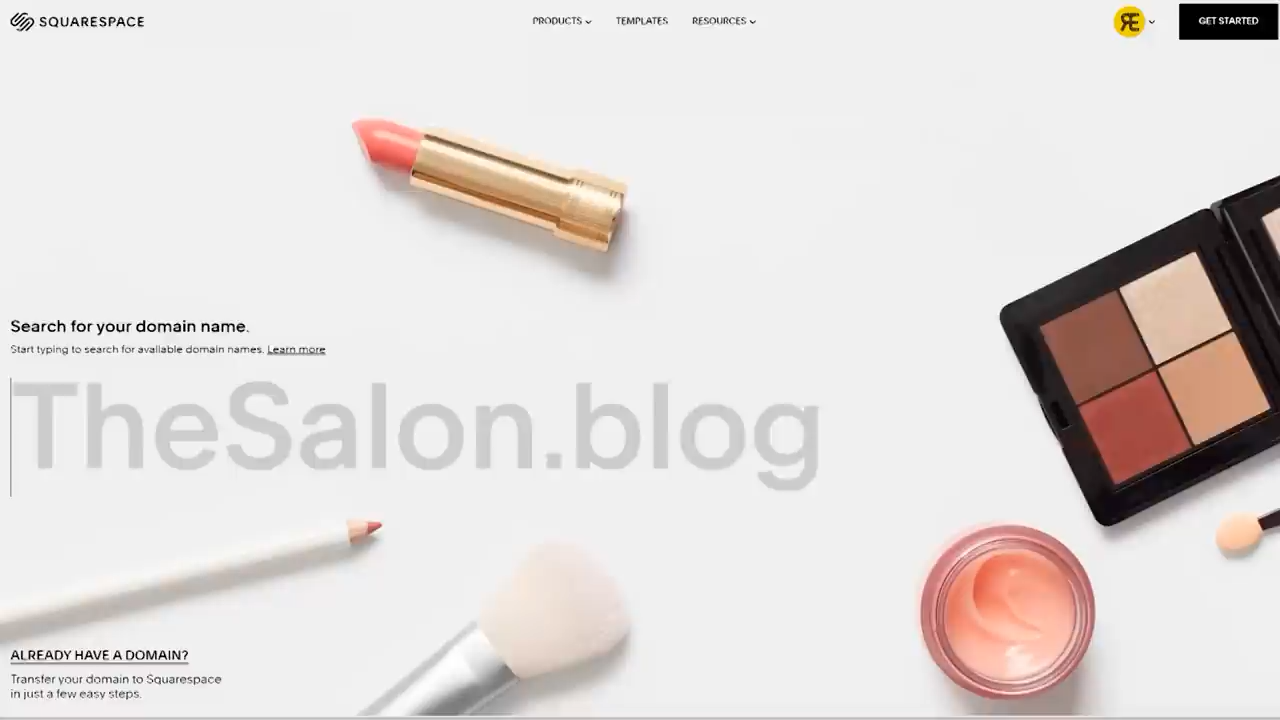 SQUARESPACE
PRODUCTS
TEMPLATES
RESOURCES
RE
GET STARTED
Search for your domain name.
Start typing to search for available domain names. Learn more
TheSalon.blog
ALREADY HAVE A DOMAIN?
Transfer your domain to Squarespace
in just a few easy steps.